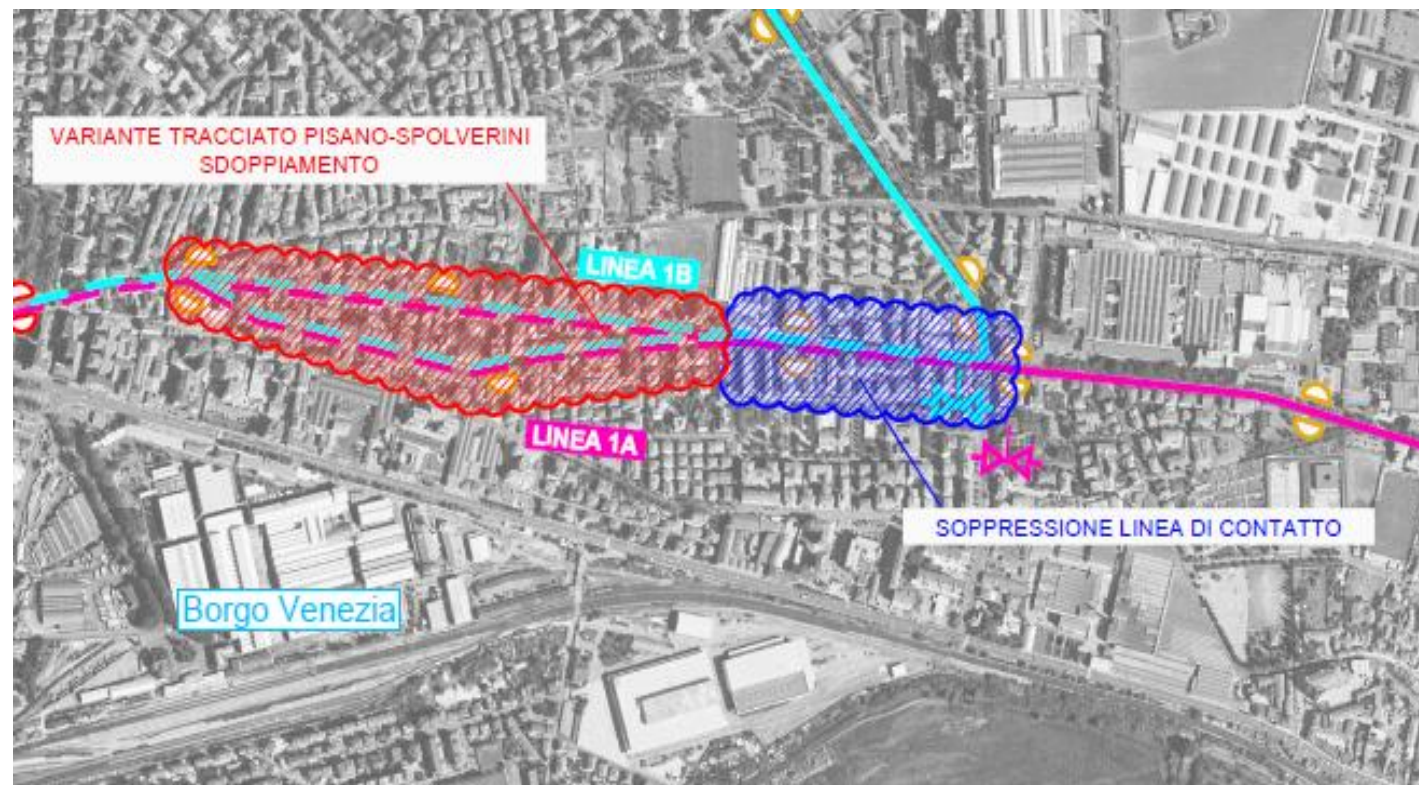 VARIANTE TRACCIATO PISANO-SPOLVERINI
SDOPPIAMENTO
LINEA 1B
LINEA 1A
SOPPRESSIONE LINEA DI CONTATTO
Borgo Venezia